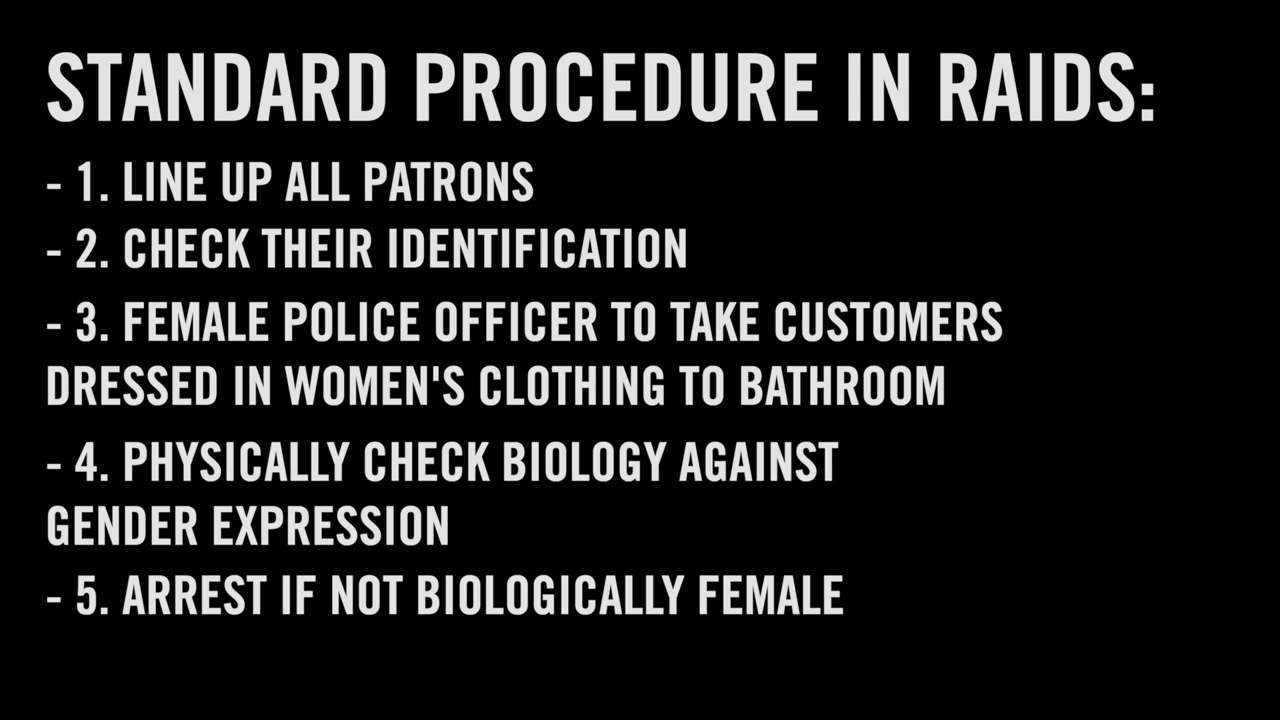 STANDARD PROCEDURE IN RAIDS:
- 1. LINE UP ALL PATRONS
- 2. CHECK THEIR IDENTIFICATION
- 3. FEMALE POLICE OFFICER TO TAKE CUSTOMERS
DRESSED IN WOMEN'S CLOTHING TO BATHROOM
- 4. PHYSICALLY CHECK BIOLOGY AGAINST
GENDER EXPRESSION
- 5. ARREST IF NOT BIOLOGICALLY FEMALE